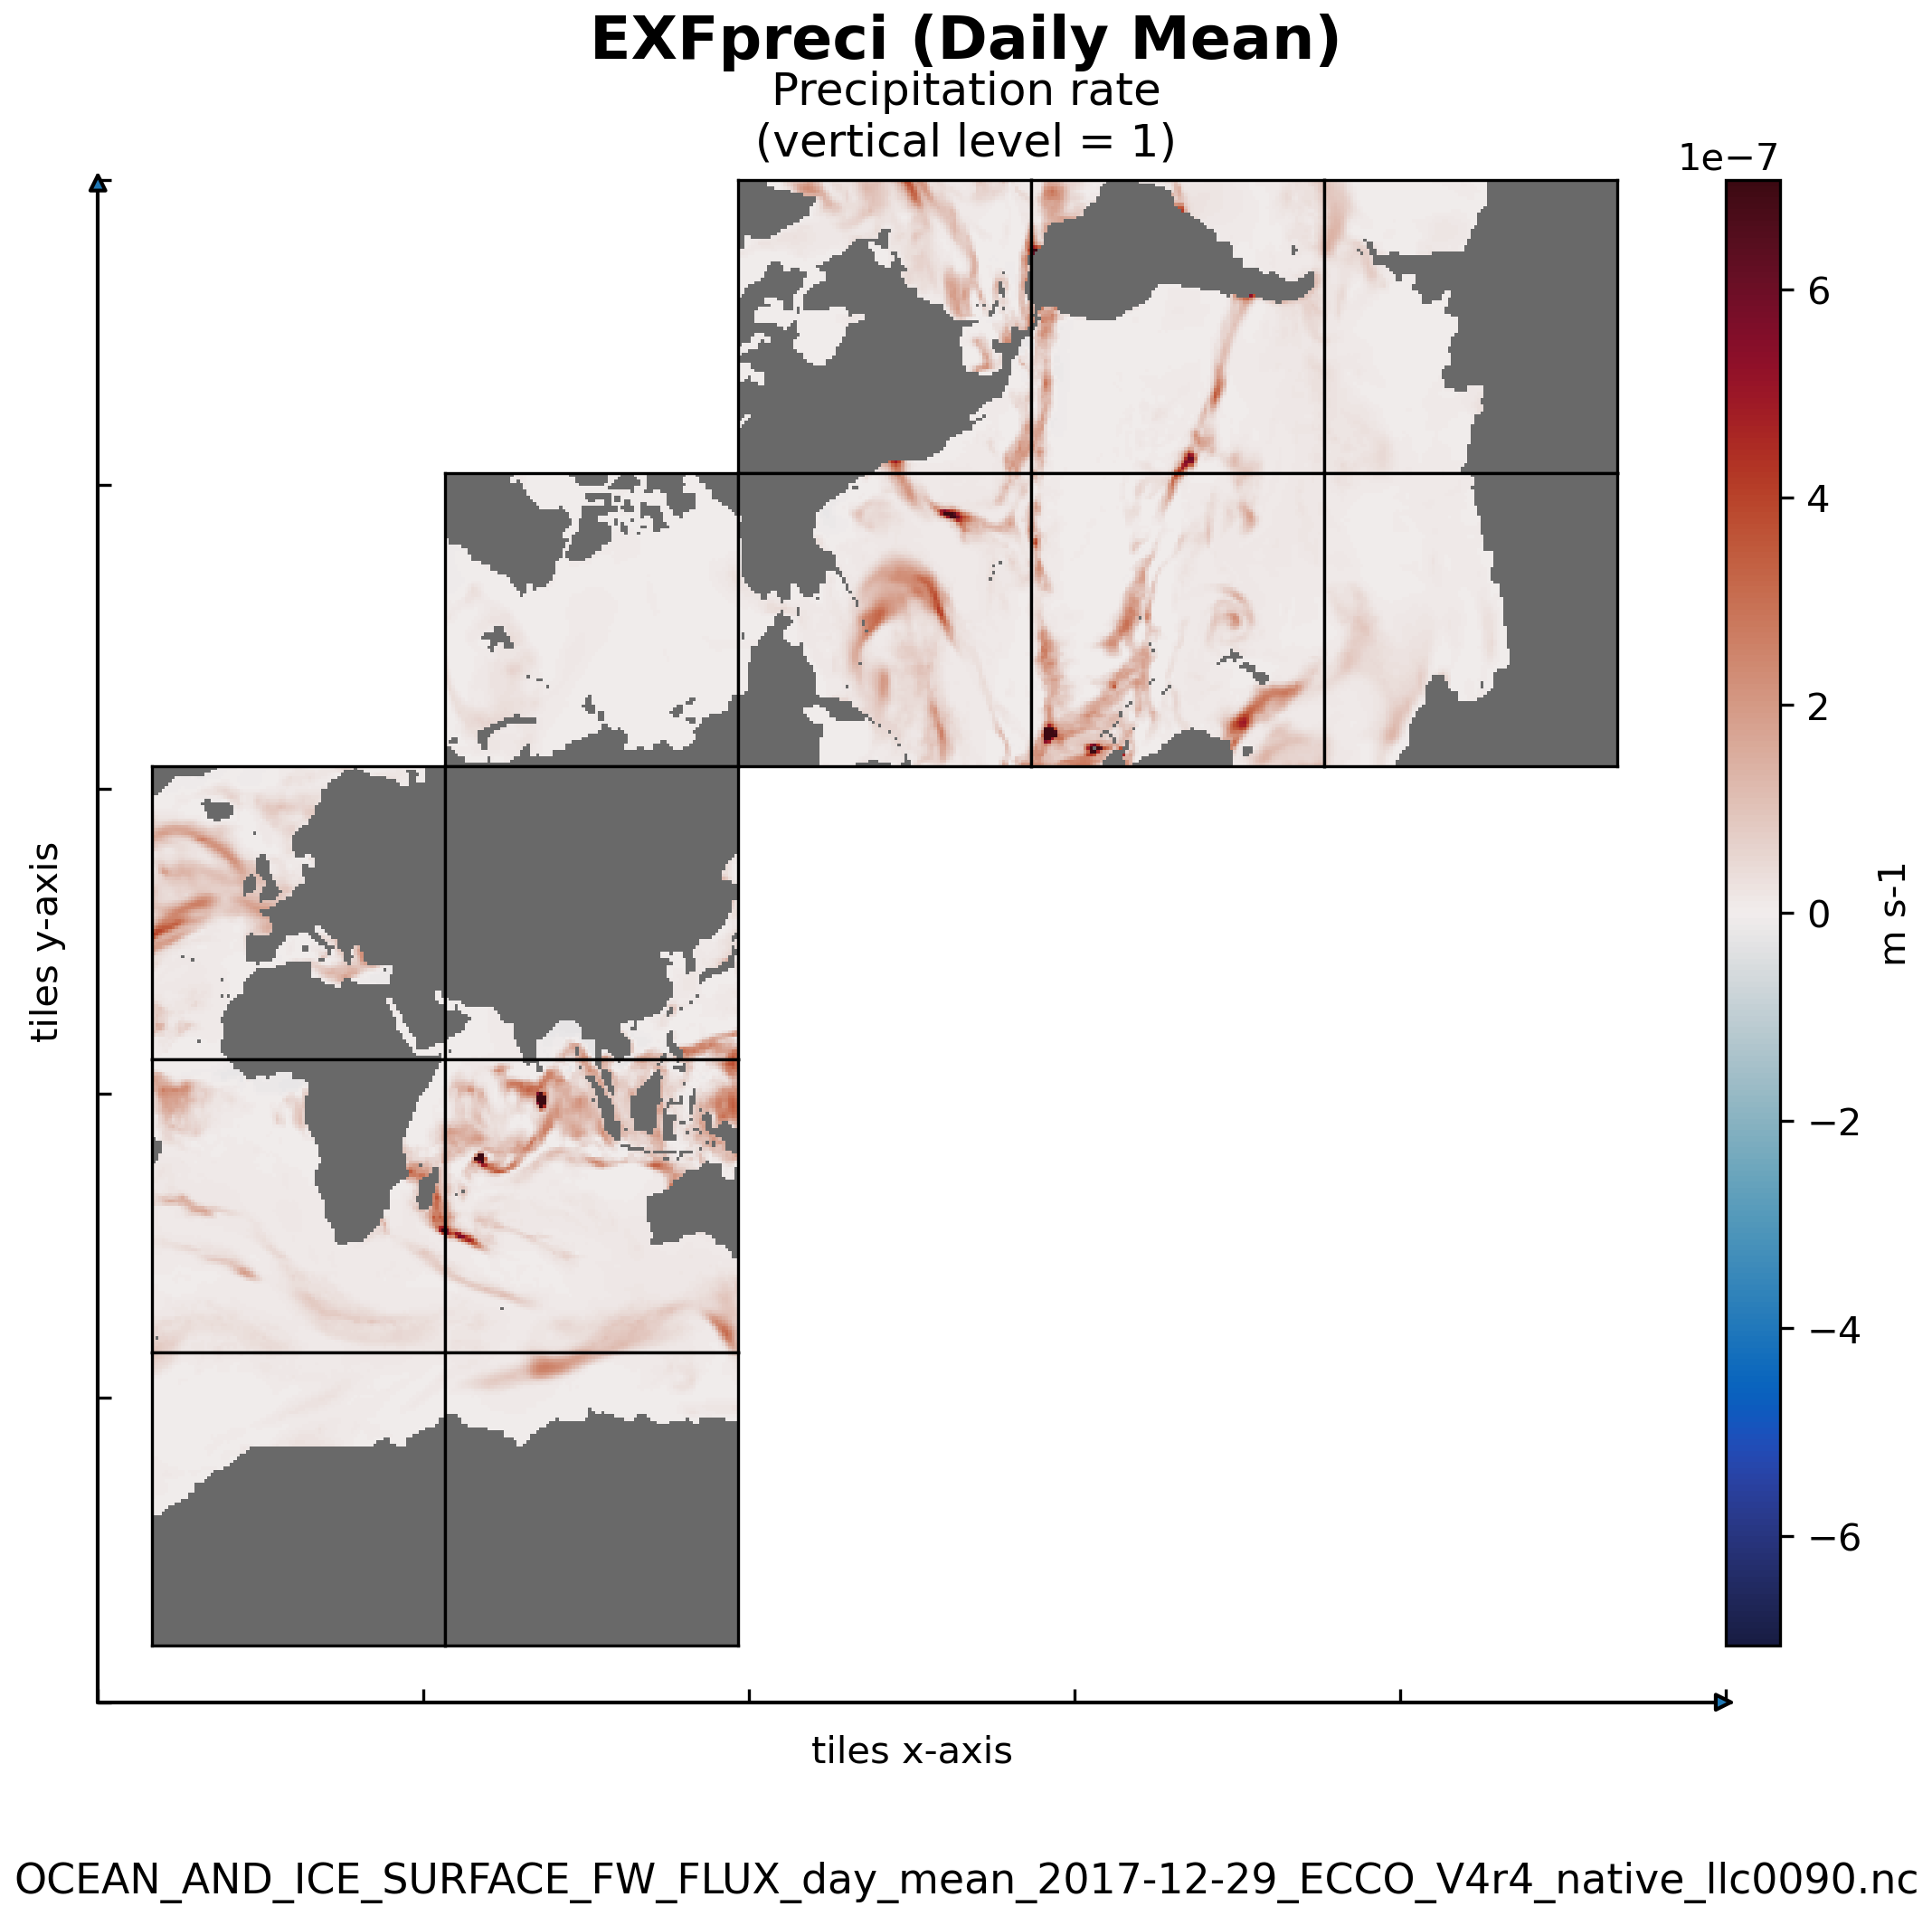 EXFpreci (Daily Mean)
Precipitation rate
(vertical level = 1)
1e−7
6
4
2
0
−2
−4
−6
m s-1
tiles y-axis
tiles x-axis
OCEAN_AND_ICE_SURFACE_FW_FLUX_day_mean_2017-12-29_ECCO_V4r4_native_llc0090.nc